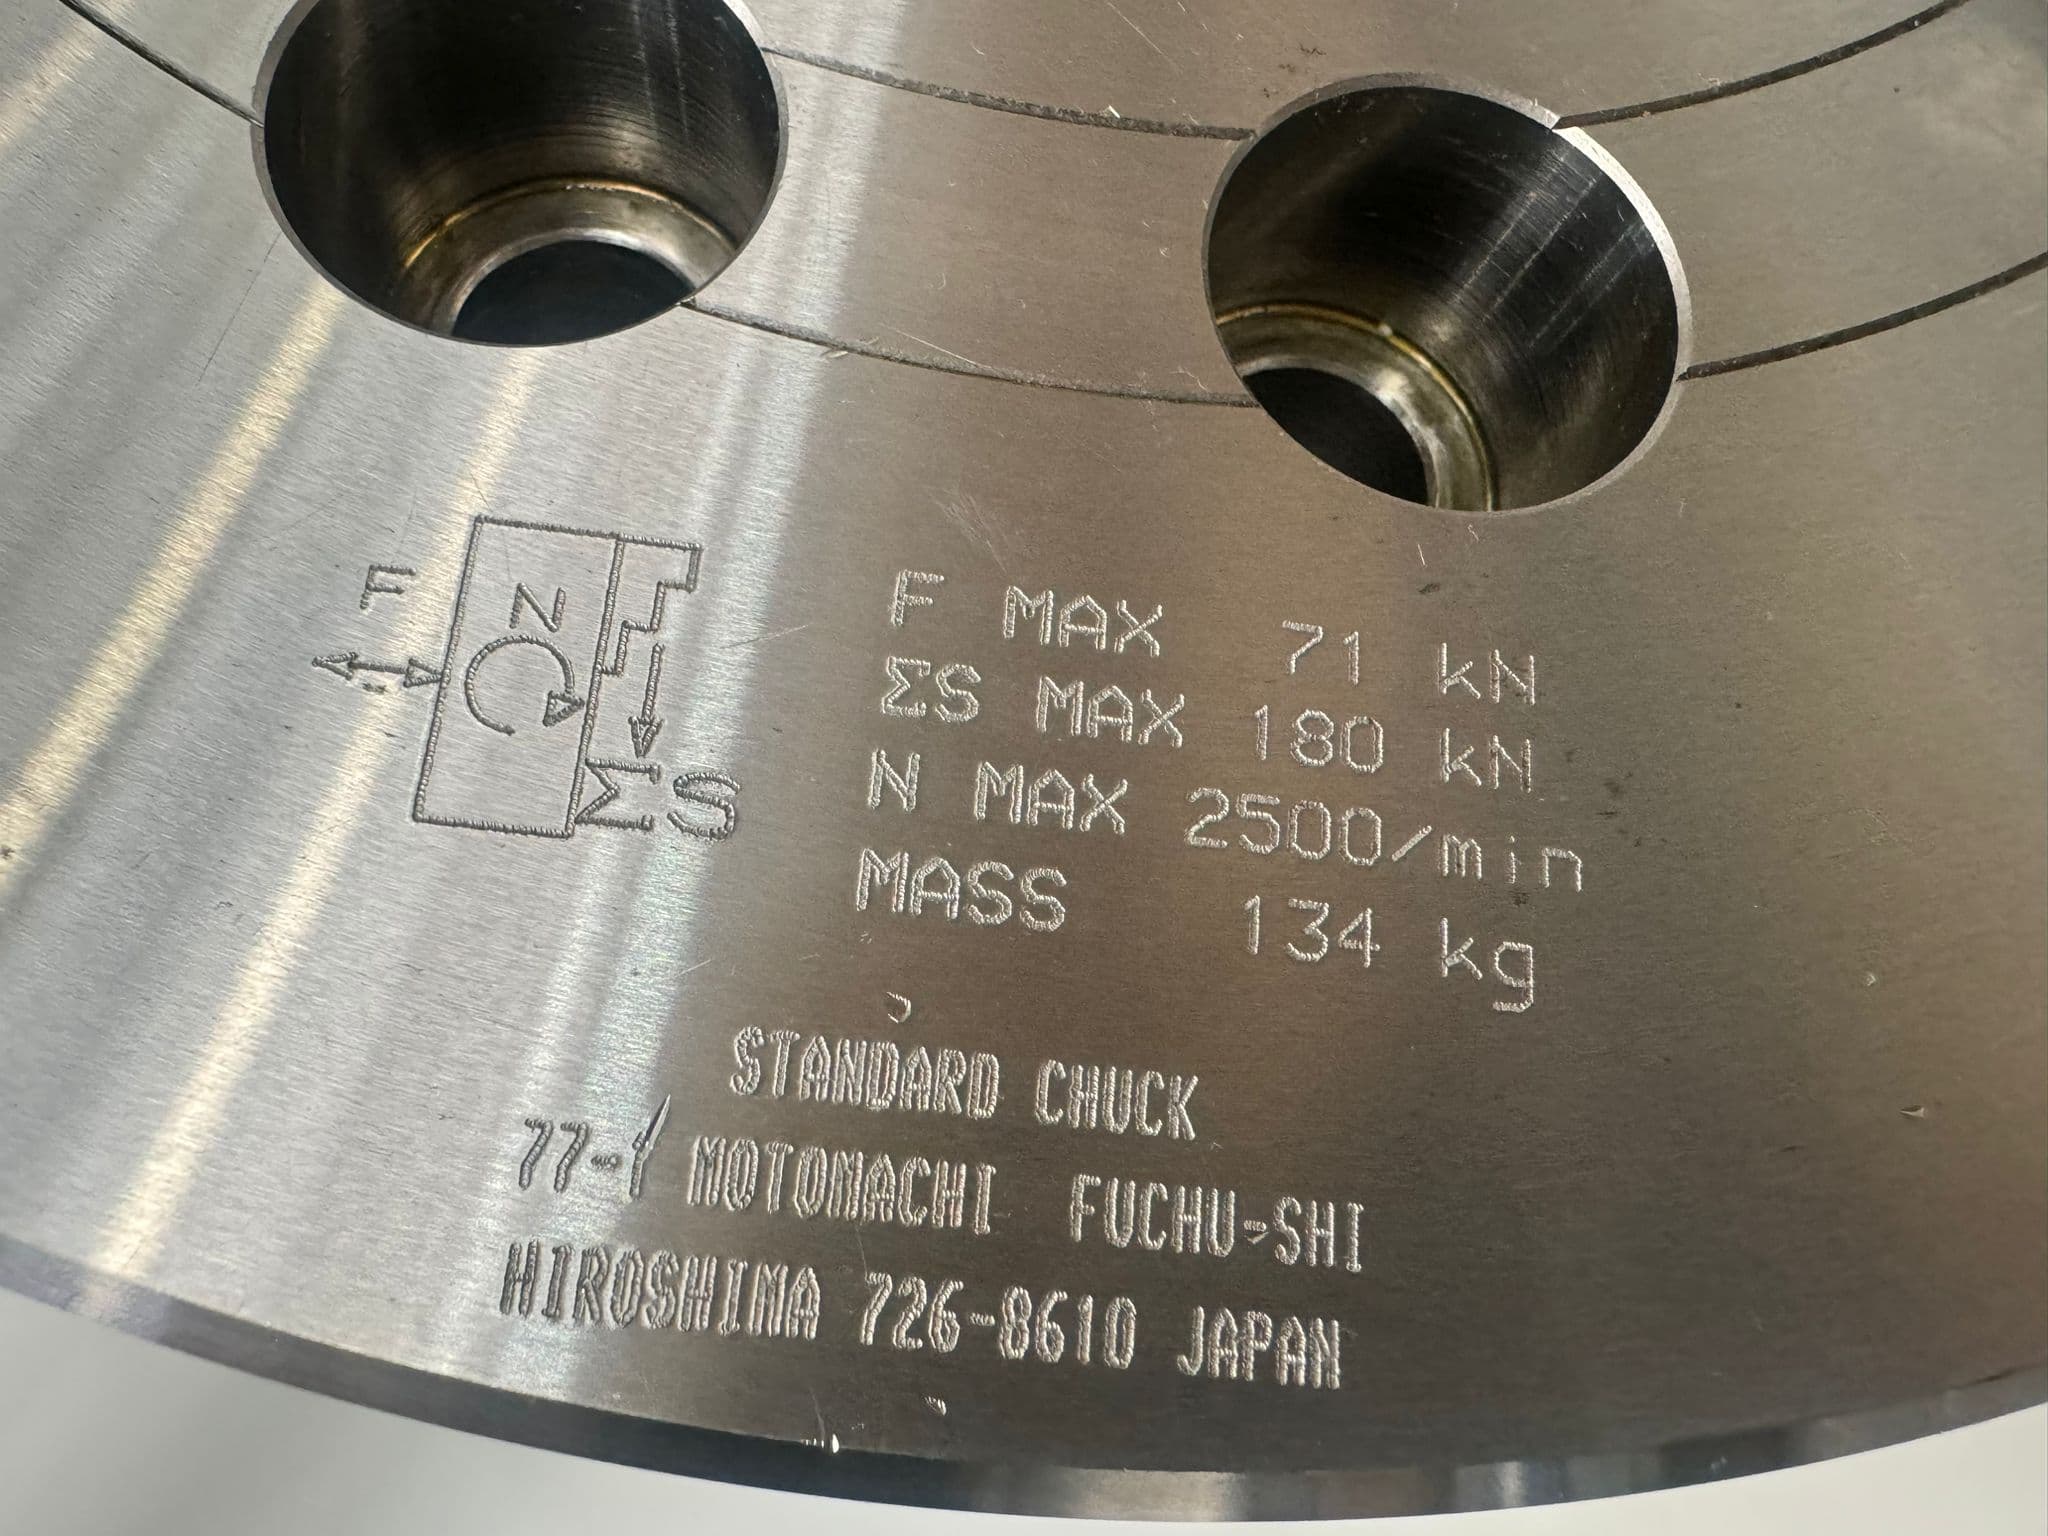 F
N
ΣS
F MAX 71 kN
ΣS MAX 180 kN
N MAX 2500/min
MASS 134 kg
STANDARD CHUCK
77-1 MOTOMACHI FUCHU-SHI
HIROSHIMA 726-8610 JAPAN